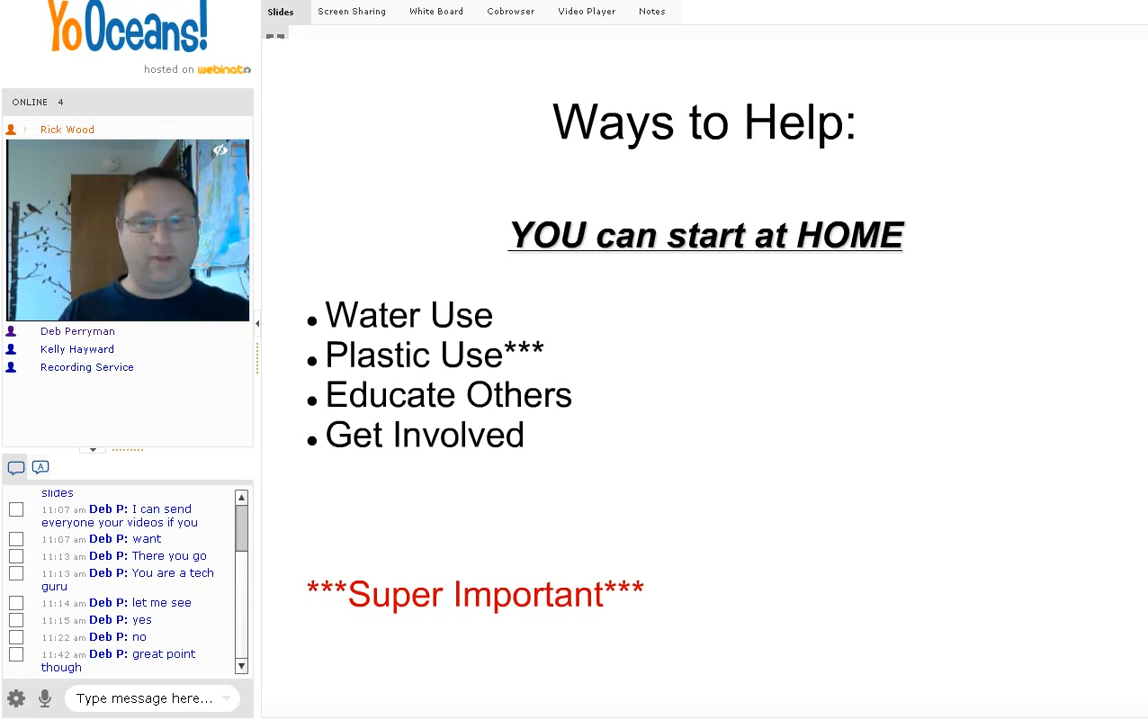 YoOceans!
hosted on webinato
ONLINE 4
Rick Wood
Deb Perryman
Kelly Hayward
Recording Service
slides
11:07 am Deb P: I can send
everyone your videos if you
11:07 am Deb P: want
11:13 am Deb P: There you go
11:13 am Deb P: You are a tech
guru
11:14 am Deb P: let me see
11:15 am Deb P: yes
11:22 am Deb P: no
11:42 am Deb P: great point
though
Type message here...
Slides Screen Sharing White Board Cobrowser Video Player Notes
Ways to Help:
YOU can start at HOME
• Water Use
• Plastic Use***
• Educate Others
• Get Involved
***Super Important***